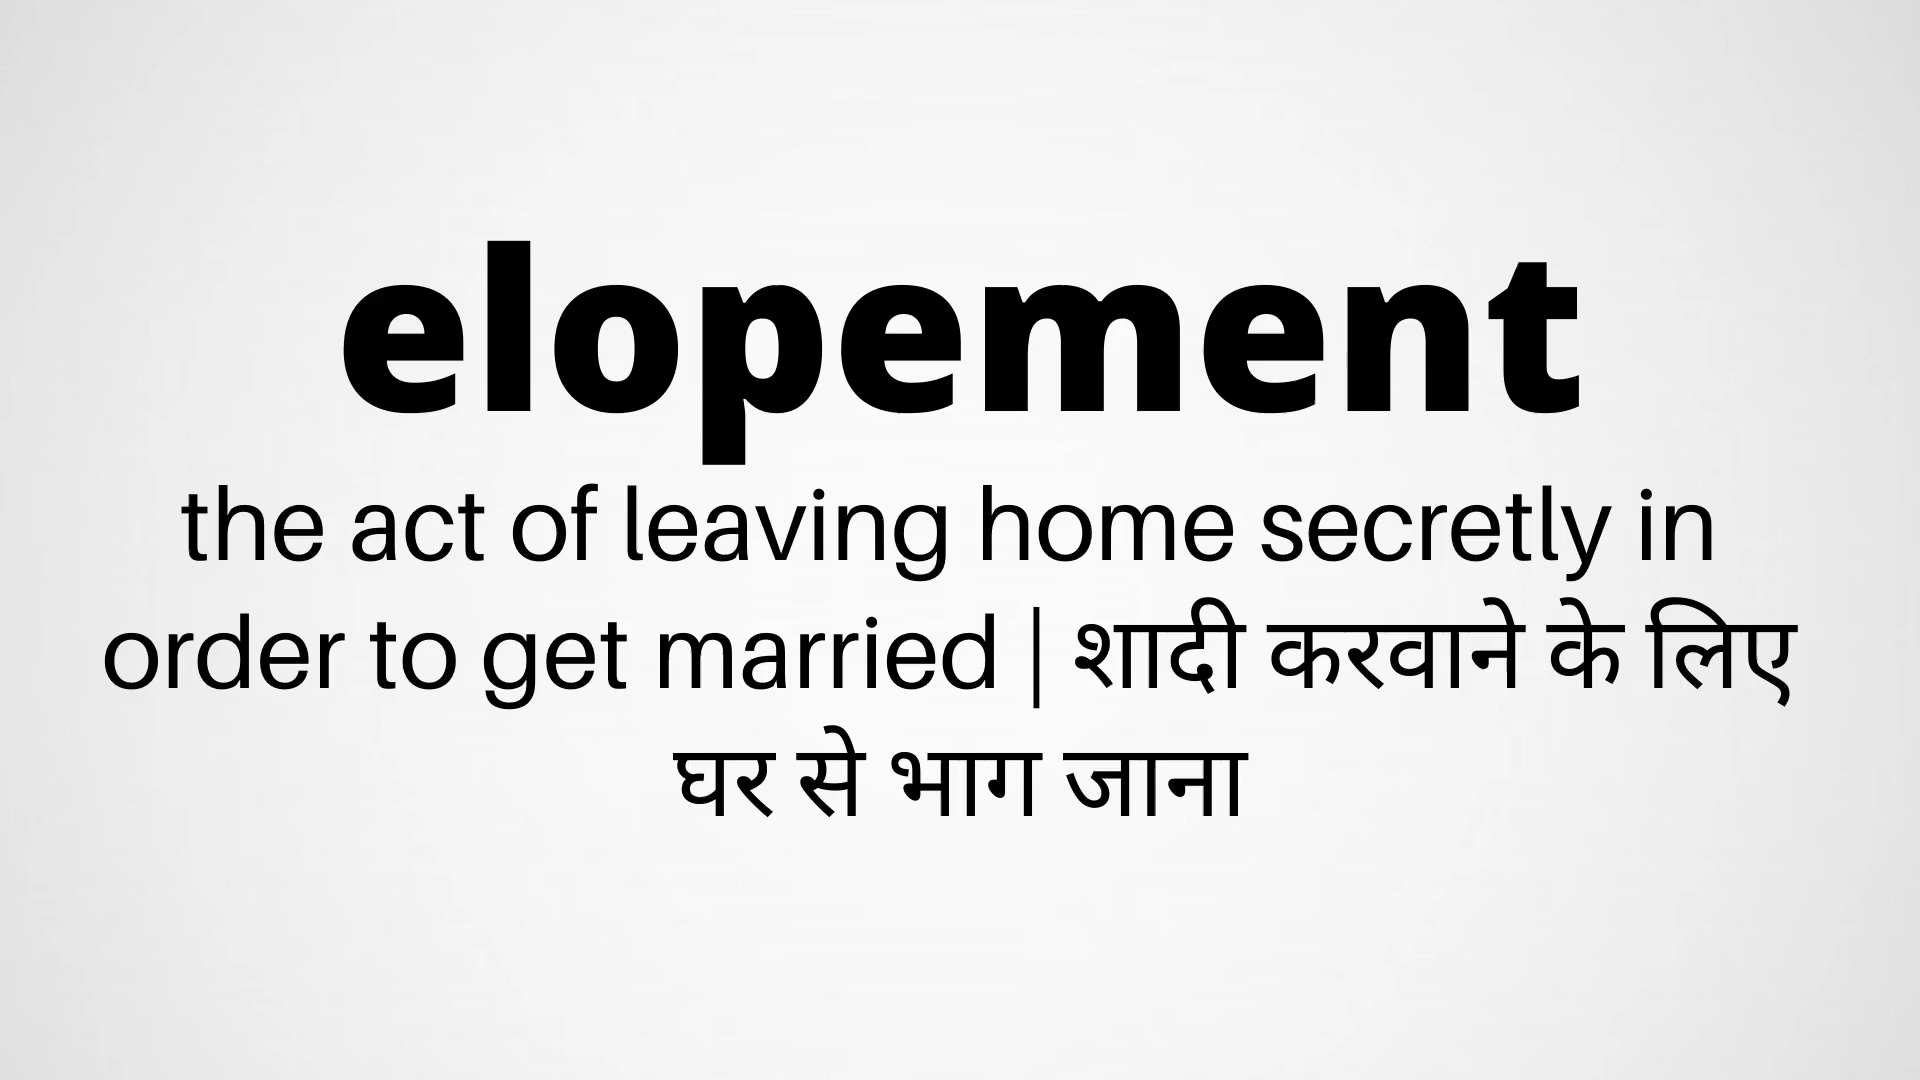 elopement
the act of leaving home secretly in
order to get married | शादी करवाने के लिए
घर से भाग जाना